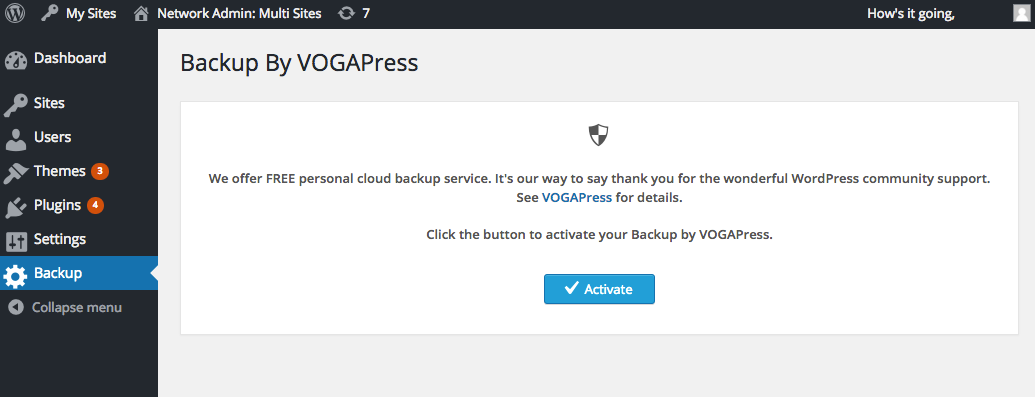 My Sites Network Admin: Multi Sites 7 How's it going,
Dashboard
Sites
Users
Themes 3
Plugins 4
Settings
Backup
Collapse menu
Backup By VOGAPress
We offer FREE personal cloud backup service. It's our way to say thank you for the wonderful WordPress community support.
See VOGAPress for details.
Click the button to activate your Backup by VOGAPress.
Activate